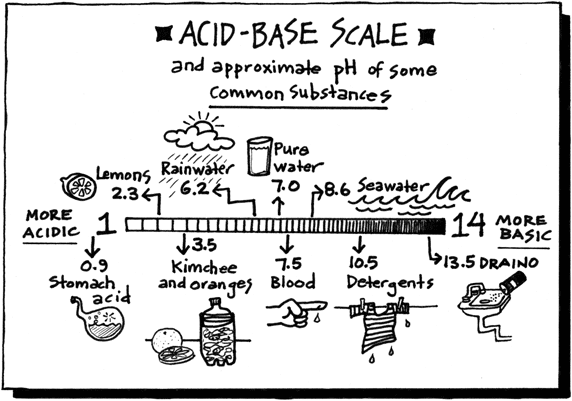 ACID-BASE SCALE
and approximate pH of some
Common Substances
Lemons
2.3
Rainwater
6.2
Pure
water
7.0
8.6
Seawater
MORE
ACIDIC
1
14
MORE
BASIC
0.9
Stomach
acid
3.5
Kimchee
and oranges
7.5
Blood
10.5
Detergents
13.5 DRAINO